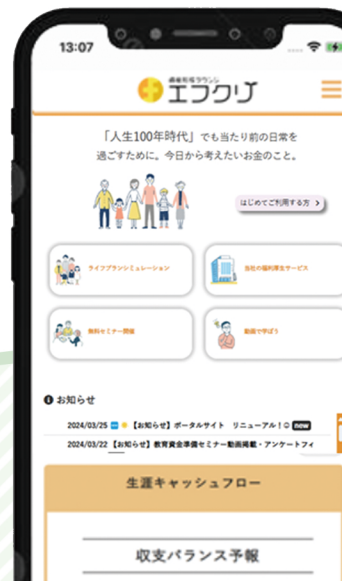 13:07
資産形成ラウンジ
エフクリ
「人生100年時代」でも当たり前の日常を
過ごすために。今日から考えたいお金のこと。
はじめてご利用する方 >
ライフプランシミュレーション
当社の福利厚生サービス
無料セミナー開催
動画で学ぼう
お知らせ
2024/03/25 【お知らせ】ポータルサイト リニューアル！ new
2024/03/22 【お知らせ】教育資金準備セミナー動画掲載・アンケートフィ
生涯キャッシュフロー
収支バランス予報